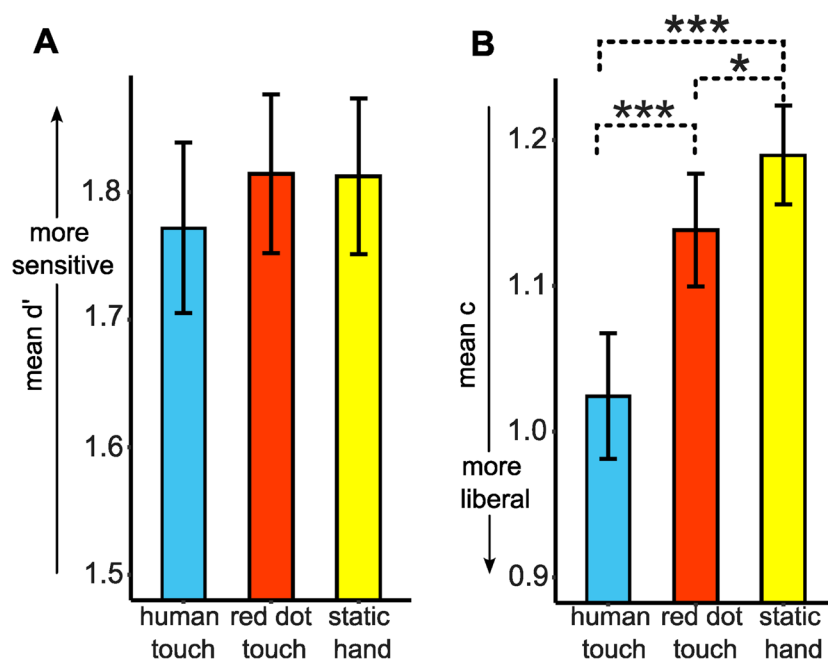 A
more
sensitive
mean d'
1.8
1.7
1.6
1.5
human
touch
red dot
touch
static
hand
B
***
*
***
mean c
more
liberal
1.2
1.1
1.0
0.9
human
touch
red dot
touch
static
hand